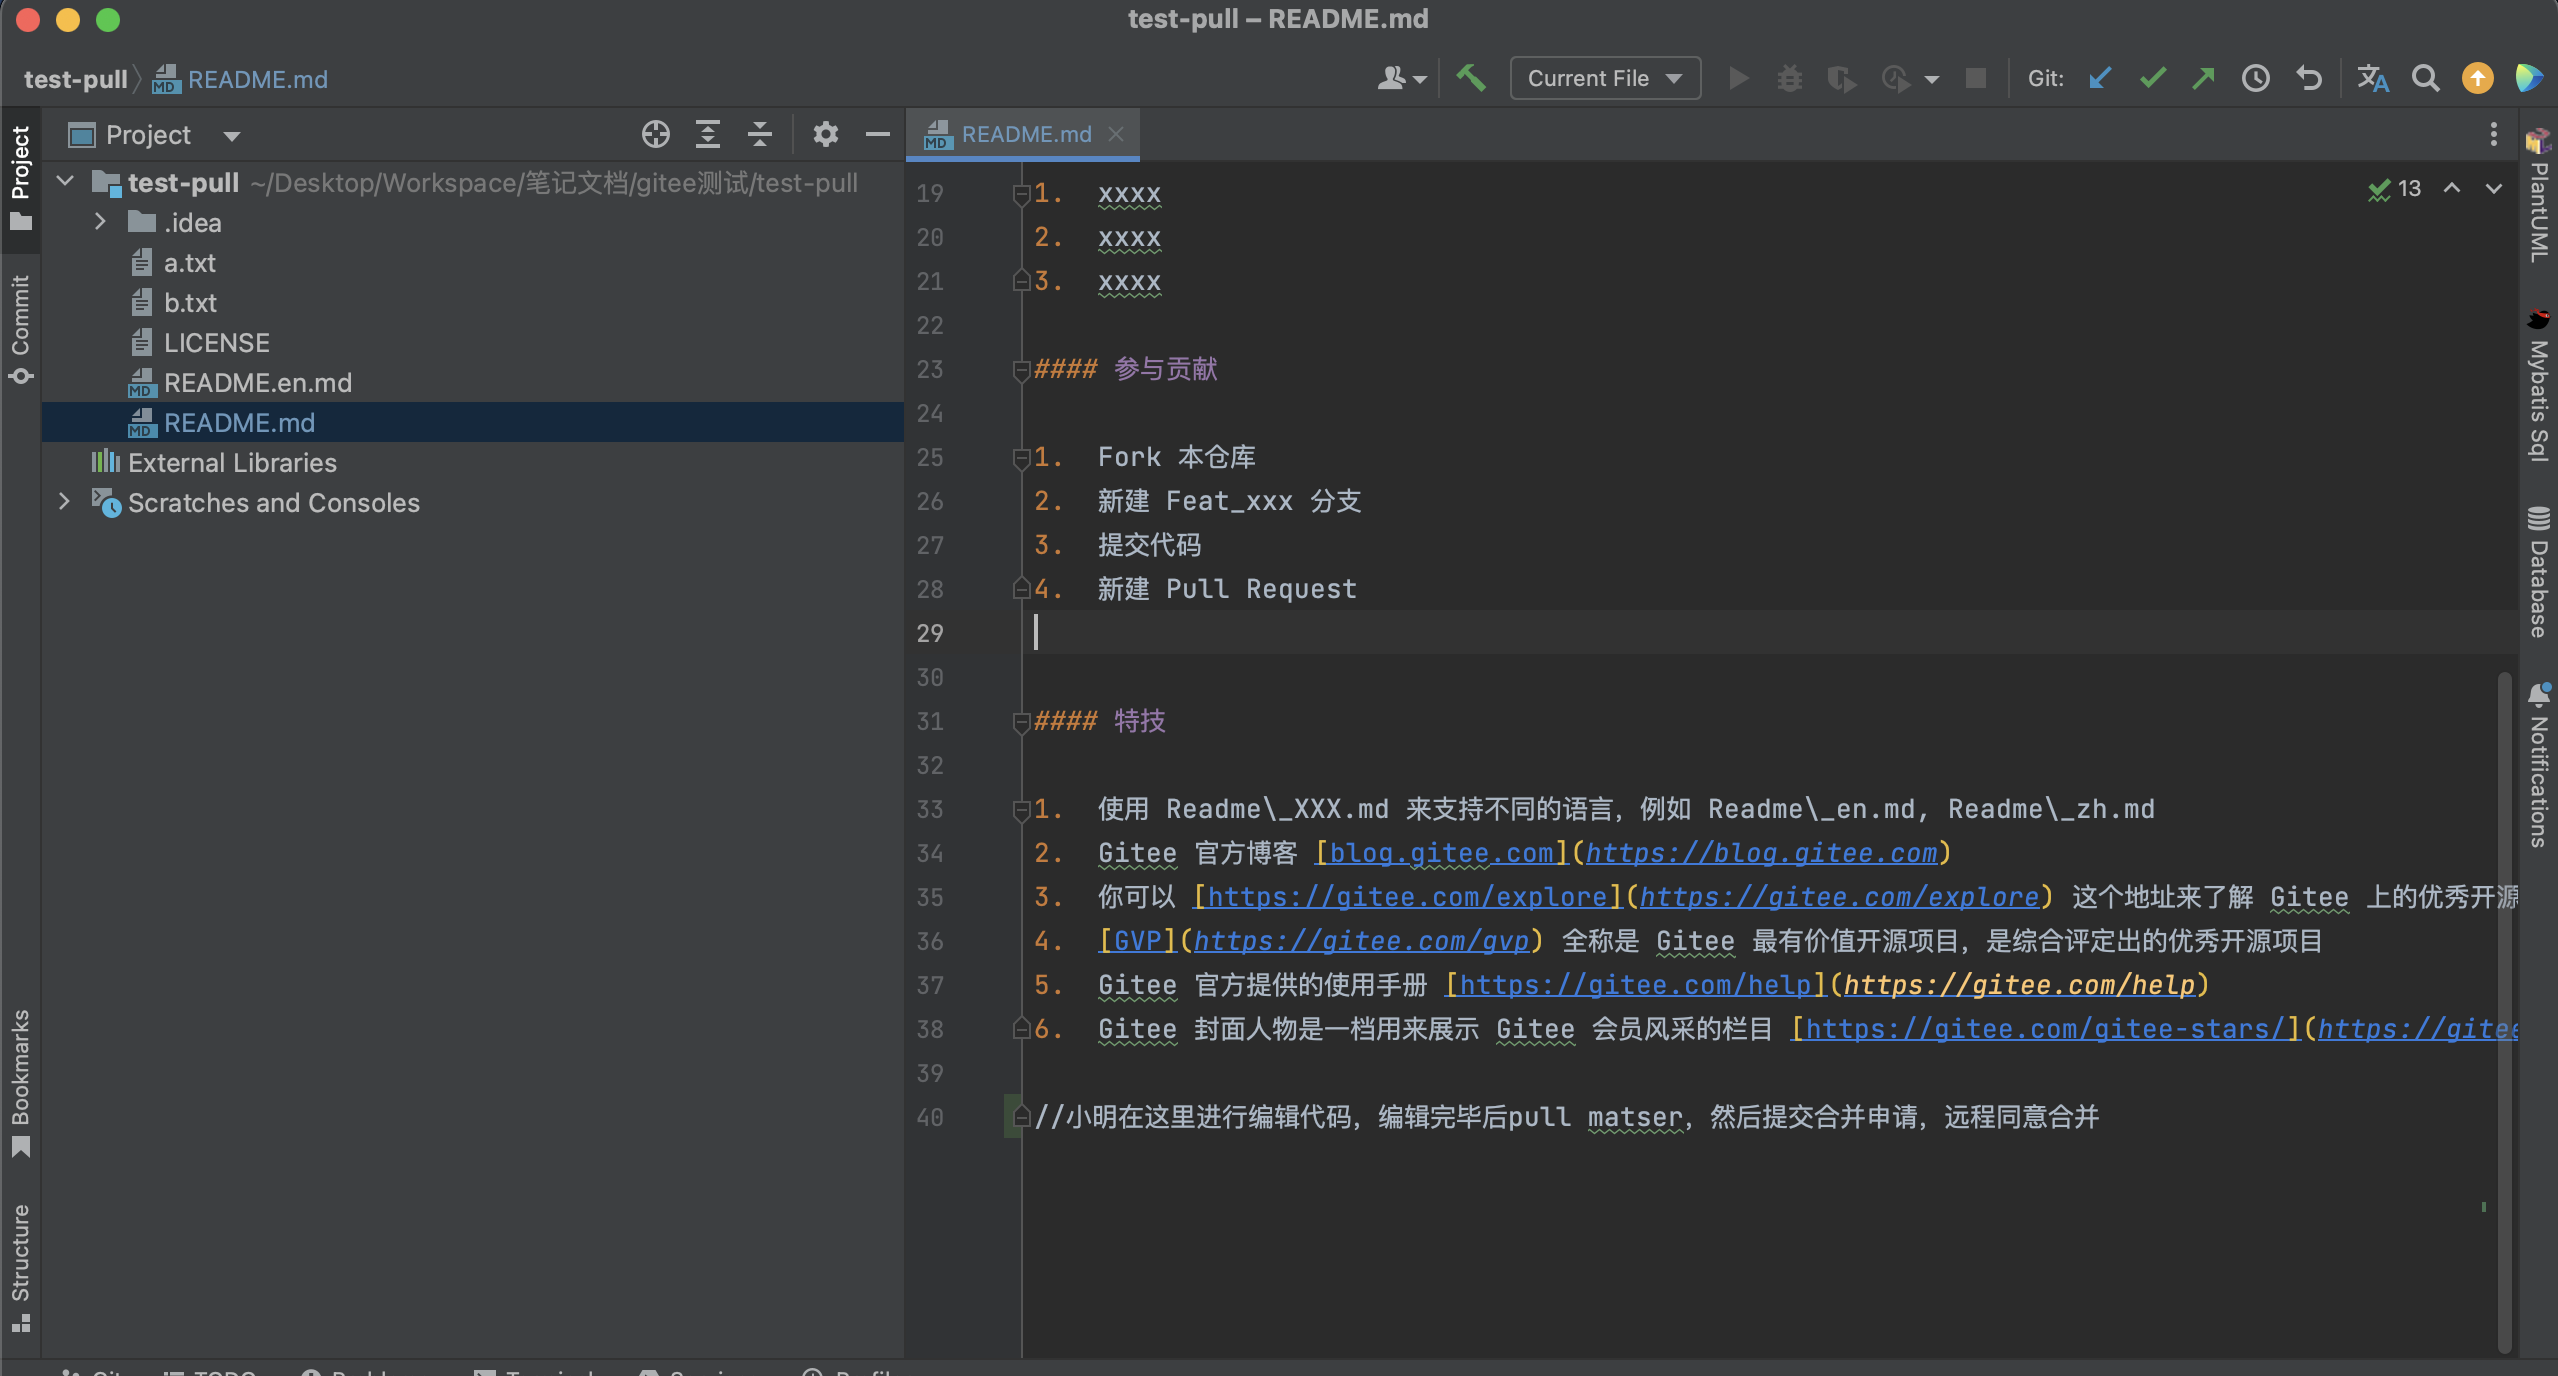 test-pull – README.md
test-pull README.md
Current File
Git:
Project
README.md
Project
Commit
Bookmarks
Structure
test-pull ~/Desktop/Workspace/笔记文档/gitee测试/test-pull
.idea
a.txt
b.txt
LICENSE
README.en.md
README.md
External Libraries
Scratches and Consoles
13
19 1. xxxx
20 2. xxxx
21 3. xxxx
22
23 #### 参与贡献
24
25 1. Fork 本仓库
26 2. 新建 Feat_xxx 分支
27 3. 提交代码
28 4. 新建 Pull Request
29
30
31 #### 特技
32
33 1. 使用 Readme\_XXX.md 来支持不同的语言，例如 Readme\_en.md, Readme\_zh.md
34 2. Gitee 官方博客 [blog.gitee.com](https://blog.gitee.com)
35 3. 你可以 [https://gitee.com/explore](https://gitee.com/explore) 这个地址来了解 Gitee 上的优秀开源
36 4. [GVP](https://gitee.com/gvp) 全称是 Gitee 最有价值开源项目，是综合评定出的优秀开源项目
37 5. Gitee 官方提供的使用手册 [https://gitee.com/help](https://gitee.com/help)
38 6. Gitee 封面人物是一档用来展示 Gitee 会员风采的栏目 [https://gitee.com/gitee-stars/](https://gitee
39
40 //小明在这里进行编辑代码，编辑完毕后pull matser，然后提交合并申请，远程同意合并
PlantUML
Mybatis Sql
Database
Notifications